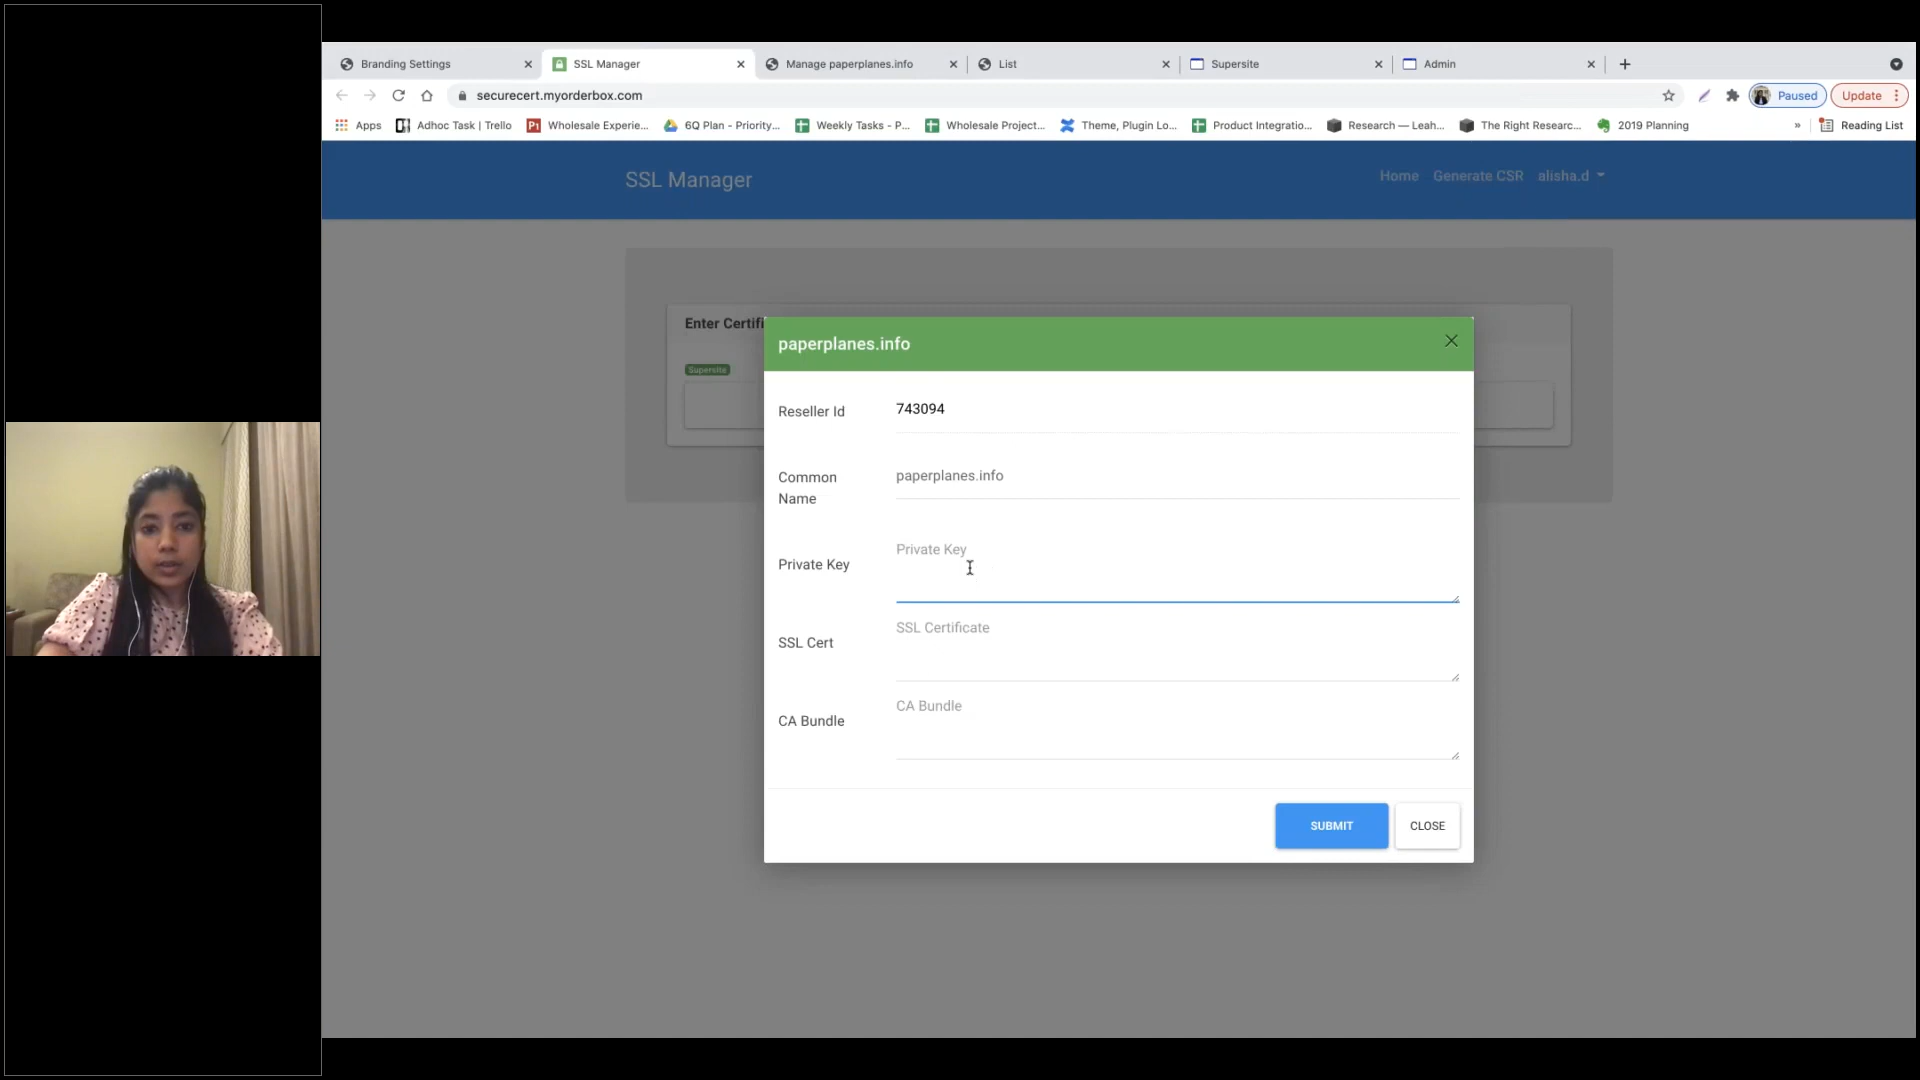 Branding Settings
SSL Manager
Manage paperplanes.info
List
Supersite
Admin
securecert.myorderbox.com
Paused
Update
Apps
Adhoc Task | Trello
Wholesale Experie...
6Q Plan - Priority...
Weekly Tasks - P...
Wholesale Project...
Theme, Plugin Lo...
Product Integratio...
Research — Leah...
The Right Researc...
2019 Planning
»
Reading List
SSL Manager
Home
Generate CSR
alisha.d
Enter Certifi
Supersite
paperplanes.info
Reseller Id
743094
Common
Name
paperplanes.info
Private Key
Private Key
SSL Cert
SSL Certificate
CA Bundle
CA Bundle
SUBMIT
CLOSE